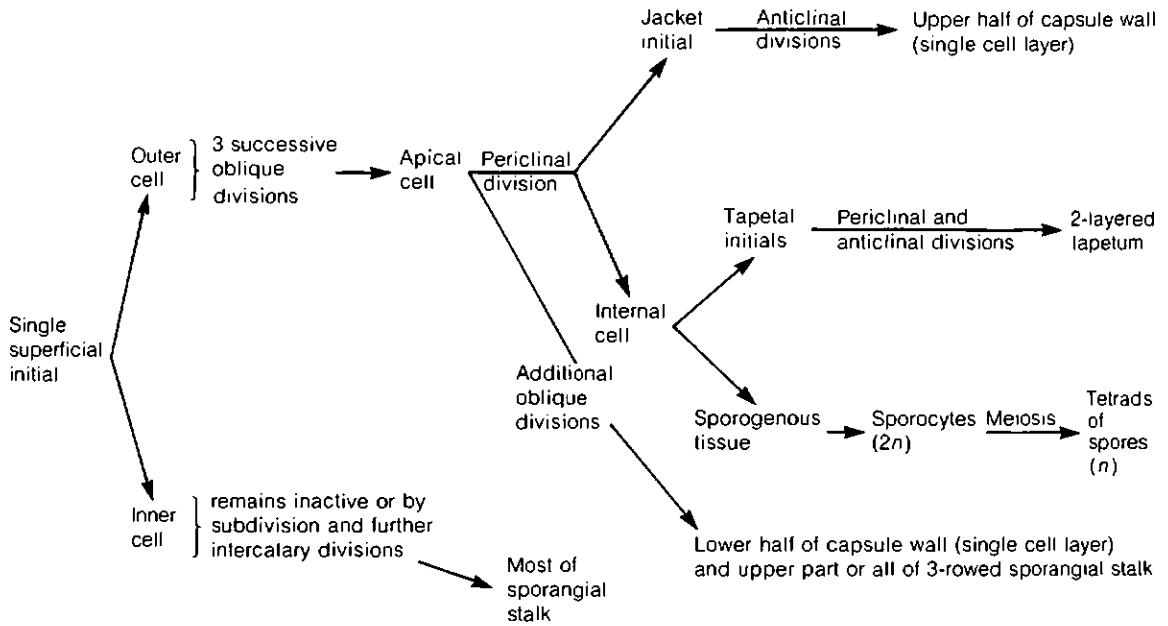 Jacket
initial
Anticlinal
divisions
Upper half of capsule wall
(single cell layer)
Outer
cell
3 successive
oblique
divisions
Apical
cell
Periclinal
division
Tapetal
initials
Periclinal and
anticlinal divisions
2-layered
lapetum
Single
superficial
initial
Internal
cell
Additional
oblique
divisions
Sporogenous
tissue
Sporocytes
(2n)
Meiosis
Tetrads
of
spores
(n)
Inner
cell
remains inactive or by
subdivision and further
intercalary divisions
Most of
sporangial
stalk
Lower half of capsule wall (single cell layer)
and upper part or all of 3-rowed sporangial stalk